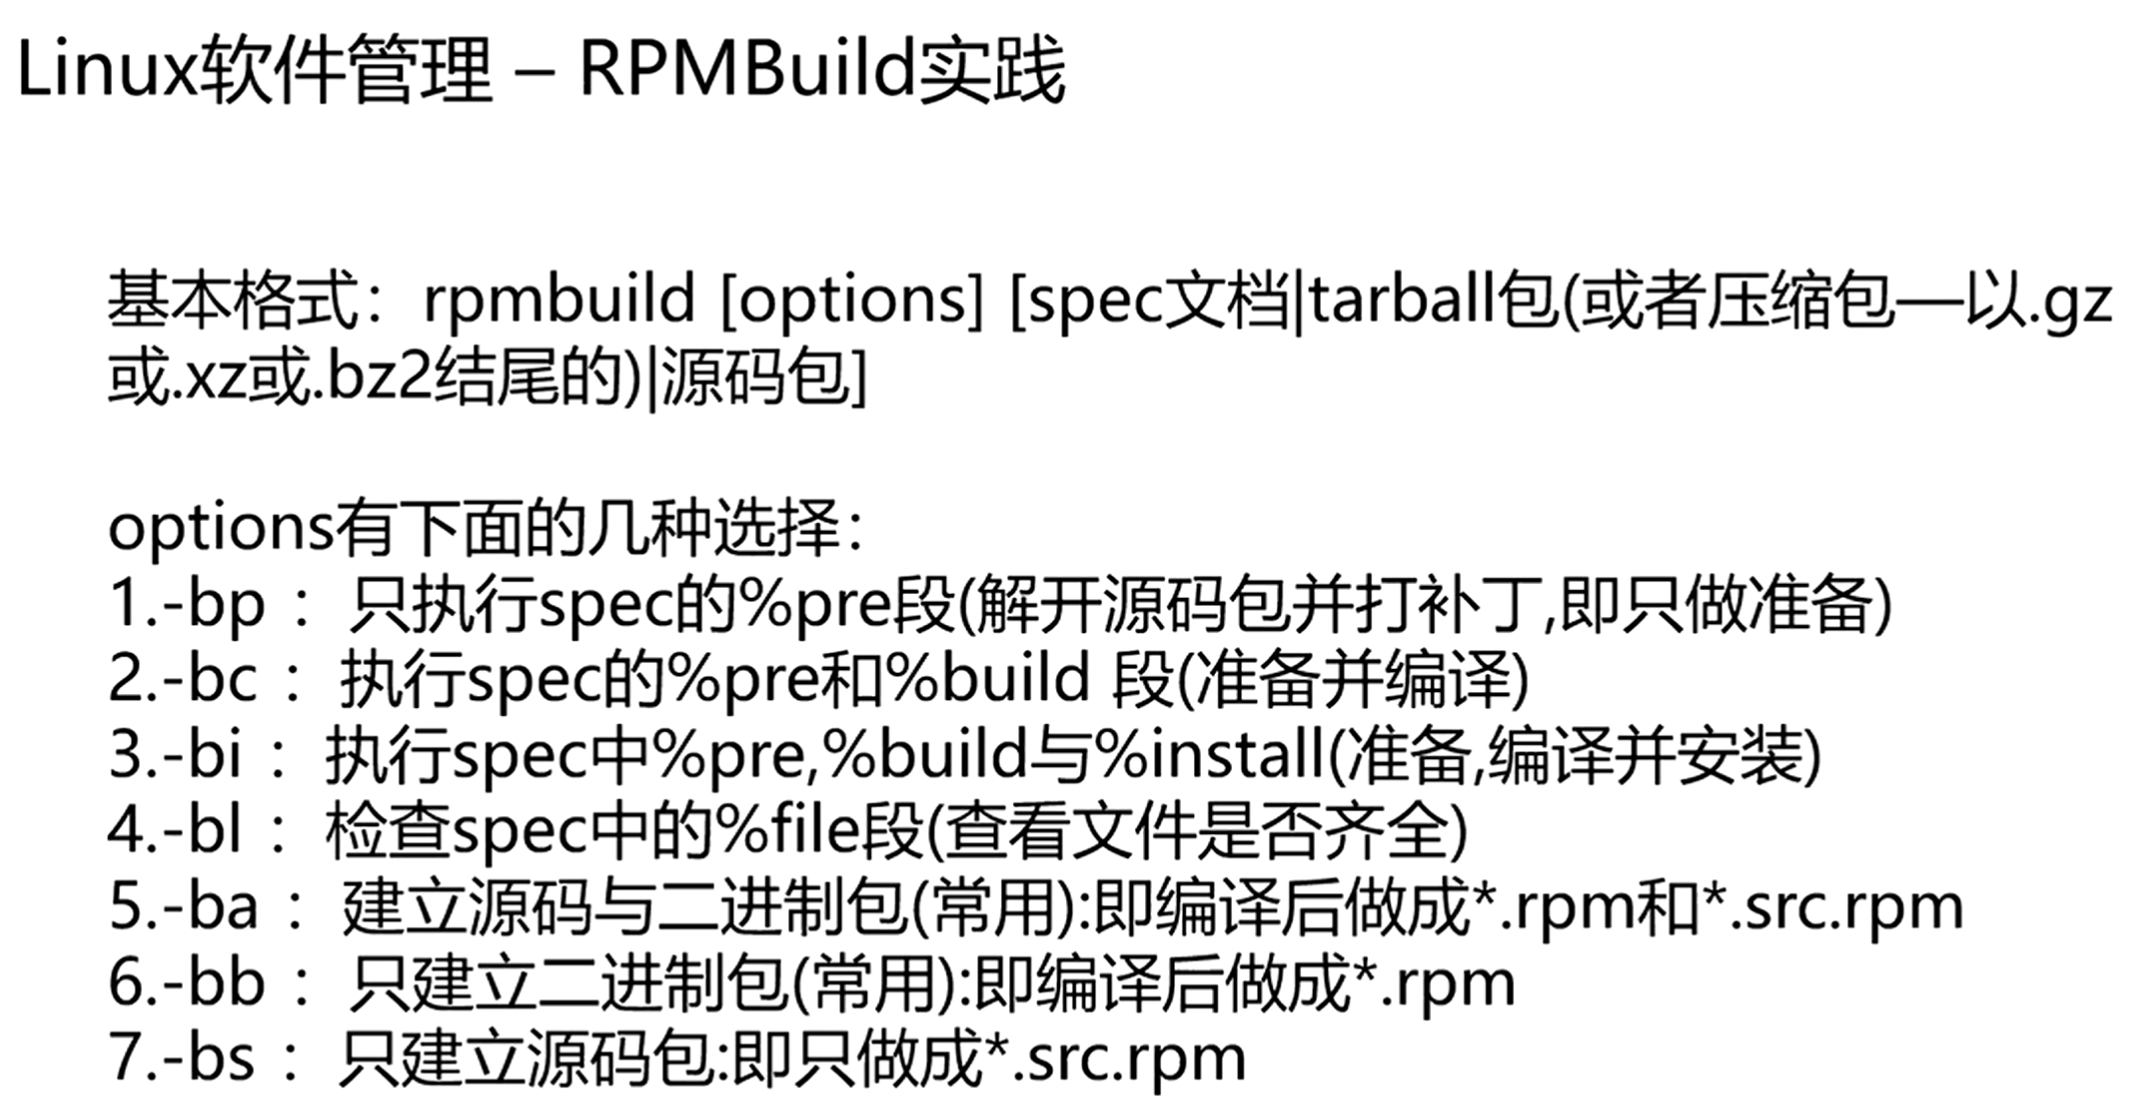 Linux软件管理 – RPMBuild实践
基本格式：rpmbuild [options] [spec文档|tarball包(或者压缩包—以.gz
或.xz或.bz2结尾的)|源码包]
options有下面的几种选择：
1.-bp ：只执行spec的%pre段(解开源码包并打补丁,即只做准备)
2.-bc ：执行spec的%pre和%build 段(准备并编译)
3.-bi ：执行spec中%pre,%build与%install(准备,编译并安装)
4.-bl ：检查spec中的%file段(查看文件是否齐全)
5.-ba ：建立源码与二进制包(常用):即编译后做成*.rpm和*.src.rpm
6.-bb ：只建立二进制包(常用):即编译后做成*.rpm
7.-bs ：只建立源码包:即只做成*.src.rpm